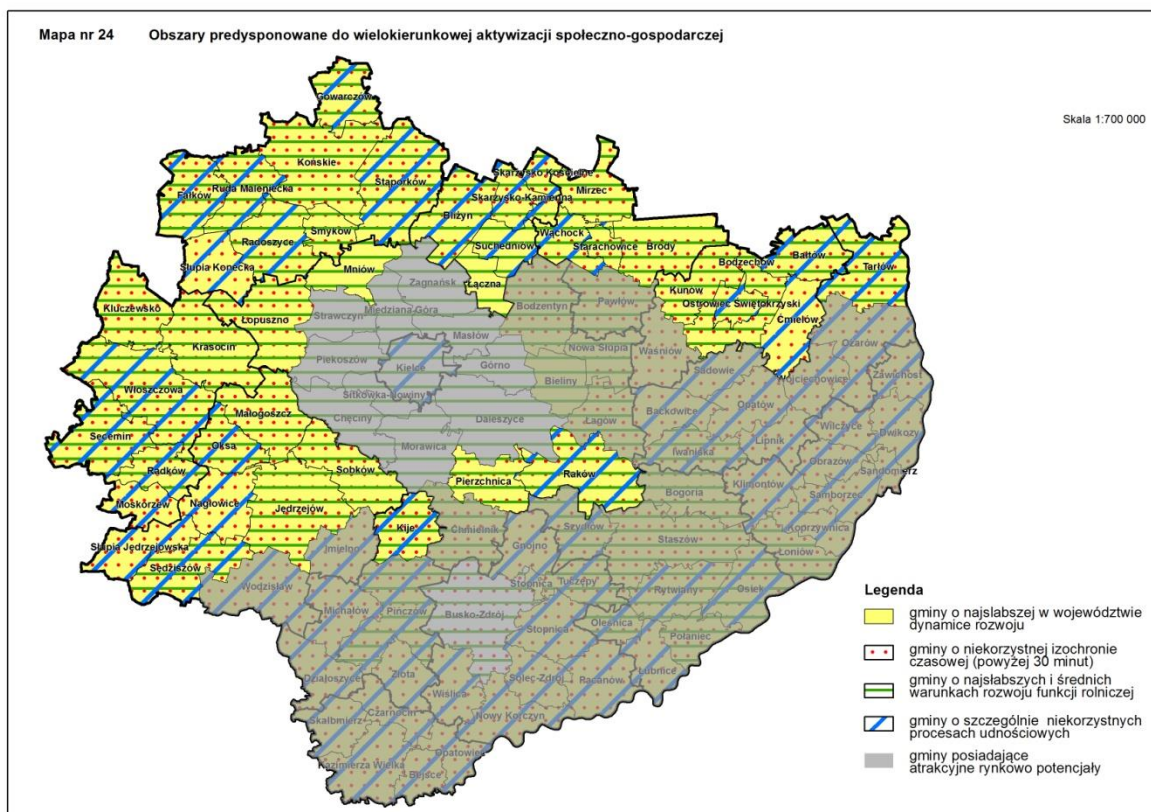 Mapa nr 24 Obszary predysponowane do wielokierunkowej aktywizacji społeczno-gospodarczej
Skala 1:700 000
Gowarczów
Końskie
Ruda Maleniecka
Fałków
Stąporków
Skarżysko Kościelne
Skarżysko-Kamienna
Mirzec
Bliżyn
Smyków
Radoszyce
Suchedniów
Wąchock
Starachowice
Brody
Słupia Konecka
Mniów
Łączna
Bodzechów
Bałtów
Tarłów
Zagnańsk
Kunów
Ostrowiec Świętokrzyski
Ćmielów
Kluczewsko
Łopuszno
Strawczyn
Miedziana Góra
Bodzentyn
Pawłów
Masłów
Krasocin
Piekoszów
Kielce
Górno
Nowa Słupia
Waśniów
Sadowie
Ożarów
Wojciechowice
Zawichost
Włoszczowa
Sitkówka-Nowiny
Bieliny
Opatów
Małogoszcz
Chęciny
Daleszyce
Łagów
Baćkowice
Wilczyce
Dwikozy
Secemin
Oksa
Morawica
Iwaniska
Lipnik
Obrazów
Sandomierz
Radków
Sobków
Pierzchnica
Raków
Klimontów
Samborzec
Moskorzew
Nagłowice
Jędrzejów
Kije
Bogoria
Koprzywnica
Słupia Jędrzejowska
Imielno
Chmielnik
Gnojno
Szydłów
Staszów
Łoniów
Sędziszów
Wodzisław
Stopnica
Tuczępy
Rytwiany
Osiek
Michałów
Pińczów
Busko-Zdrój
Stopnica
Oleśnica
Połaniec
Działoszyce
Złota
Wiślica
Solec-Zdrój
Pacanów
Łubnice
Skalbmierz
Czarnocin
Nowy Korczyn
Opatowiec
Kazimierza Wielka
Bejsce
Legenda
gminy o najsłabszej w województwie
dynamice rozwoju
gminy o niekorzystnej izochronie
czasowej (powyżej 30 minut)
gminy o najsłabszych i średnich
warunkach rozwoju funkcji rolniczej
gminy o szczególnie niekorzystnych
procesach udnościowych
gminy posiadające
atrakcyjne rynkowo potencjały